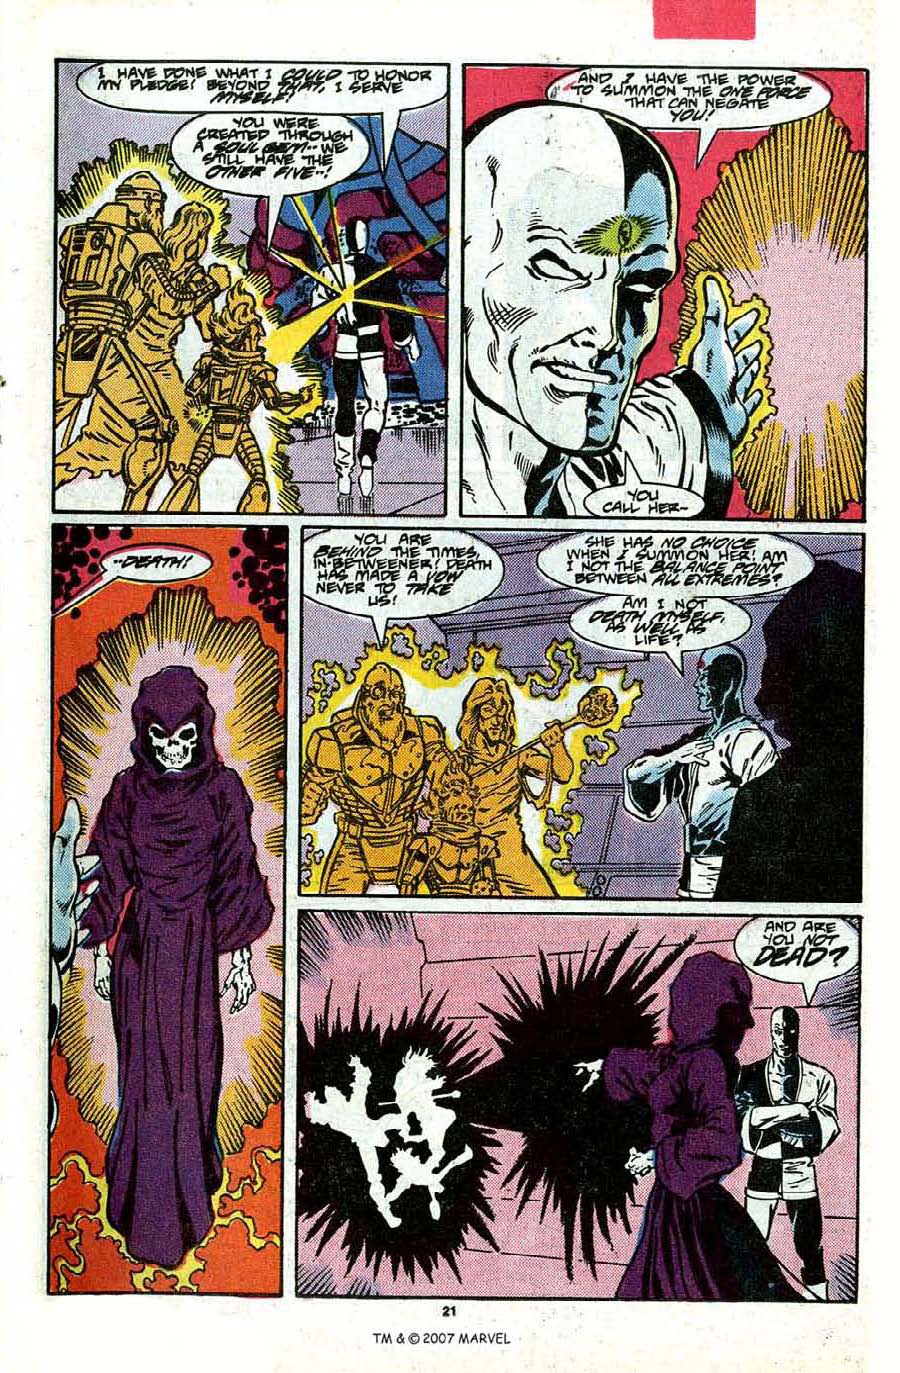 I HAVE DONE WHAT I COULD TO HONOR
MY PLEDGE! BEYOND THAT, I SERVE
MYSELF!
YOU WERE
CREATED THROUGH
A SOUL GEM-- WE
STILL HAVE THE
OTHER FIVE--!
AND I HAVE THE POWER
TO SUMMON THE ONE FORCE
THAT CAN NEGATE
YOU!
YOU
CALL HER--
--DEATH!
YOU ARE
BEHIND THE TIMES,
IN-BETWEENER! DEATH
HAS MADE A VOW
NEVER TO TAKE
US!
SHE HAS NO CHOICE
WHEN I SUMMON HER! AM
I NOT THE BALANCE POINT
BETWEEN ALL EXTREMES?
AM I NOT
DEATH MYSELF,
AS WELL AS
LIFE?
AND ARE
YOU NOT
DEAD?
21
TM & © 2007 MARVEL